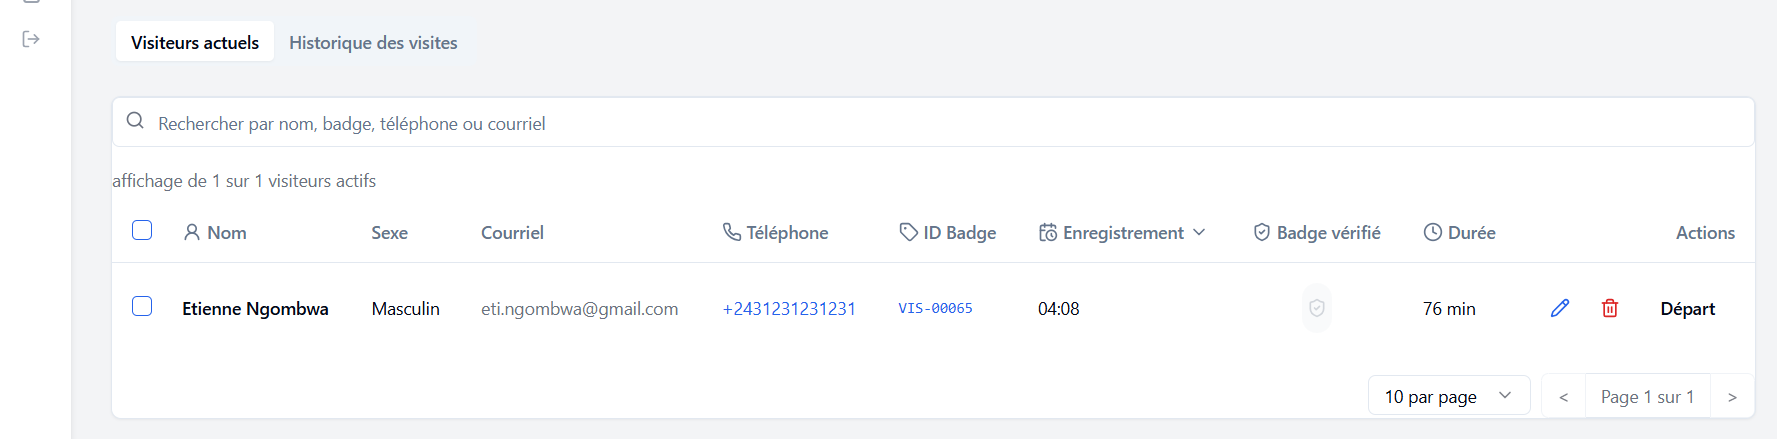 Visiteurs actuels Historique des visites
Rechercher par nom, badge, téléphone ou courriel
affichage de 1 sur 1 visiteurs actifs
Nom Sexe Courriel Téléphone ID Badge Enregistrement Badge vérifié Durée Actions
Etienne Ngombwa Masculin eti.ngombwa@gmail.com +2431231231231 VIS-00065 04:08 76 min Départ
10 par page < Page 1 sur 1 >